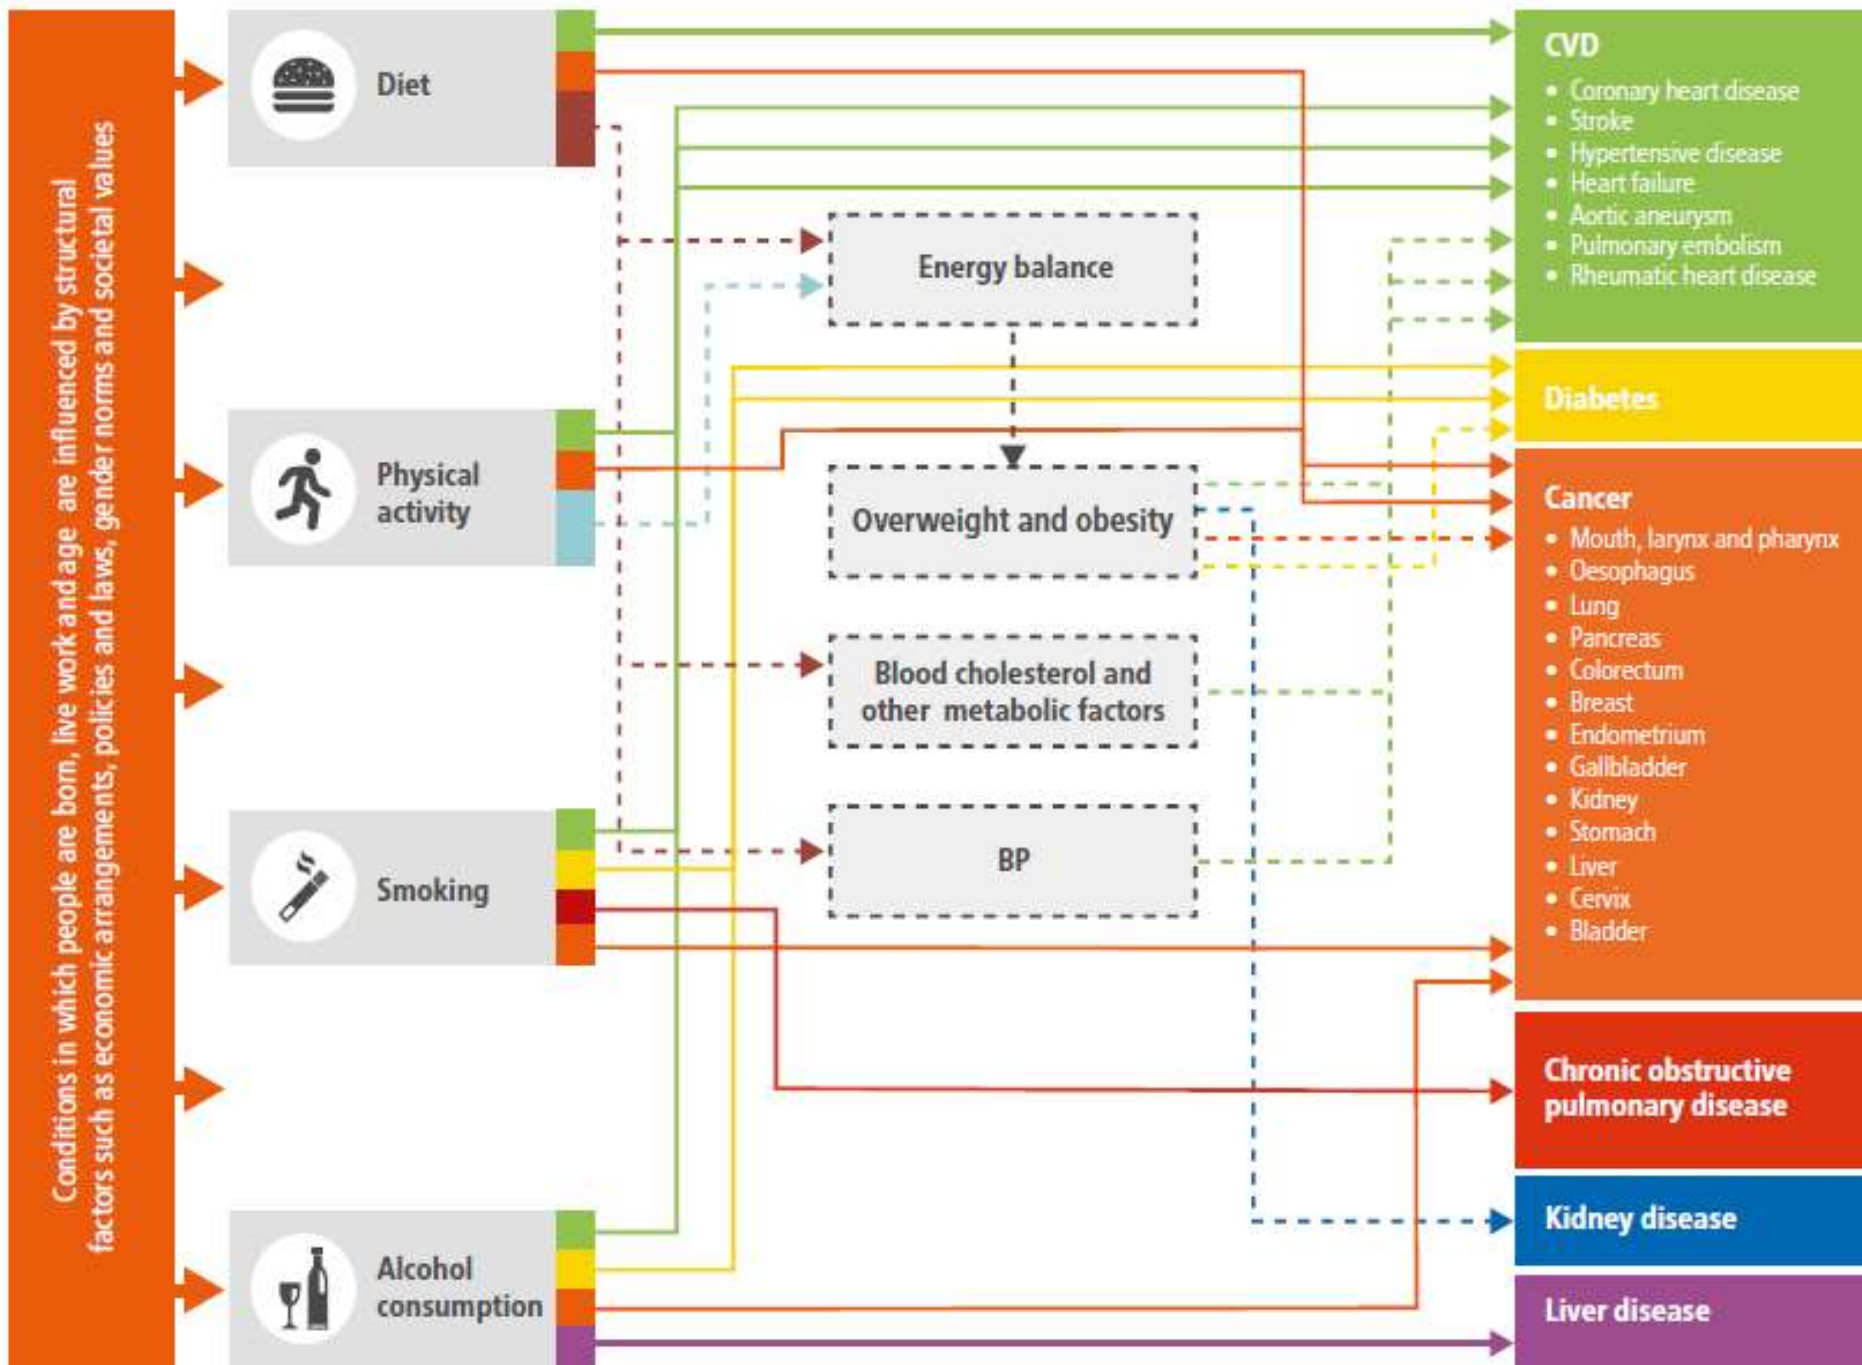 Conditions in which people are born, live work and age are influenced by structural
factors such as economic arrangements, policies and laws, gender norms and societal values
Diet
Physical
activity
Smoking
Alcohol
consumption
Energy balance
Overweight and obesity
Blood cholesterol and
other metabolic factors
BP
CVD
• Coronary heart disease
• Stroke
• Hypertensive disease
• Heart failure
• Aortic aneurysm
• Pulmonary embolism
• Rheumatic heart disease
Diabetes
Cancer
• Mouth, larynx and pharynx
• Oesophagus
• Lung
• Pancreas
• Colorectum
• Breast
• Endometrium
• Gallbladder
• Kidney
• Stomach
• Liver
• Cervix
• Bladder
Chronic obstructive
pulmonary disease
Kidney disease
Liver disease